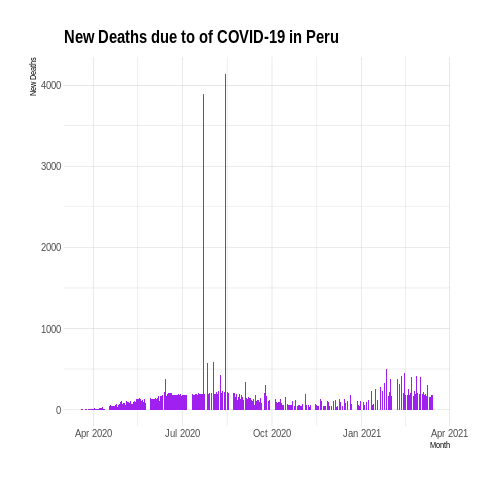 New Deaths due to of COVID-19 in Peru
New Deaths
4000
3000
2000
1000
0
Apr 2020 Jul 2020 Oct 2020 Jan 2021 Apr 2021
Month